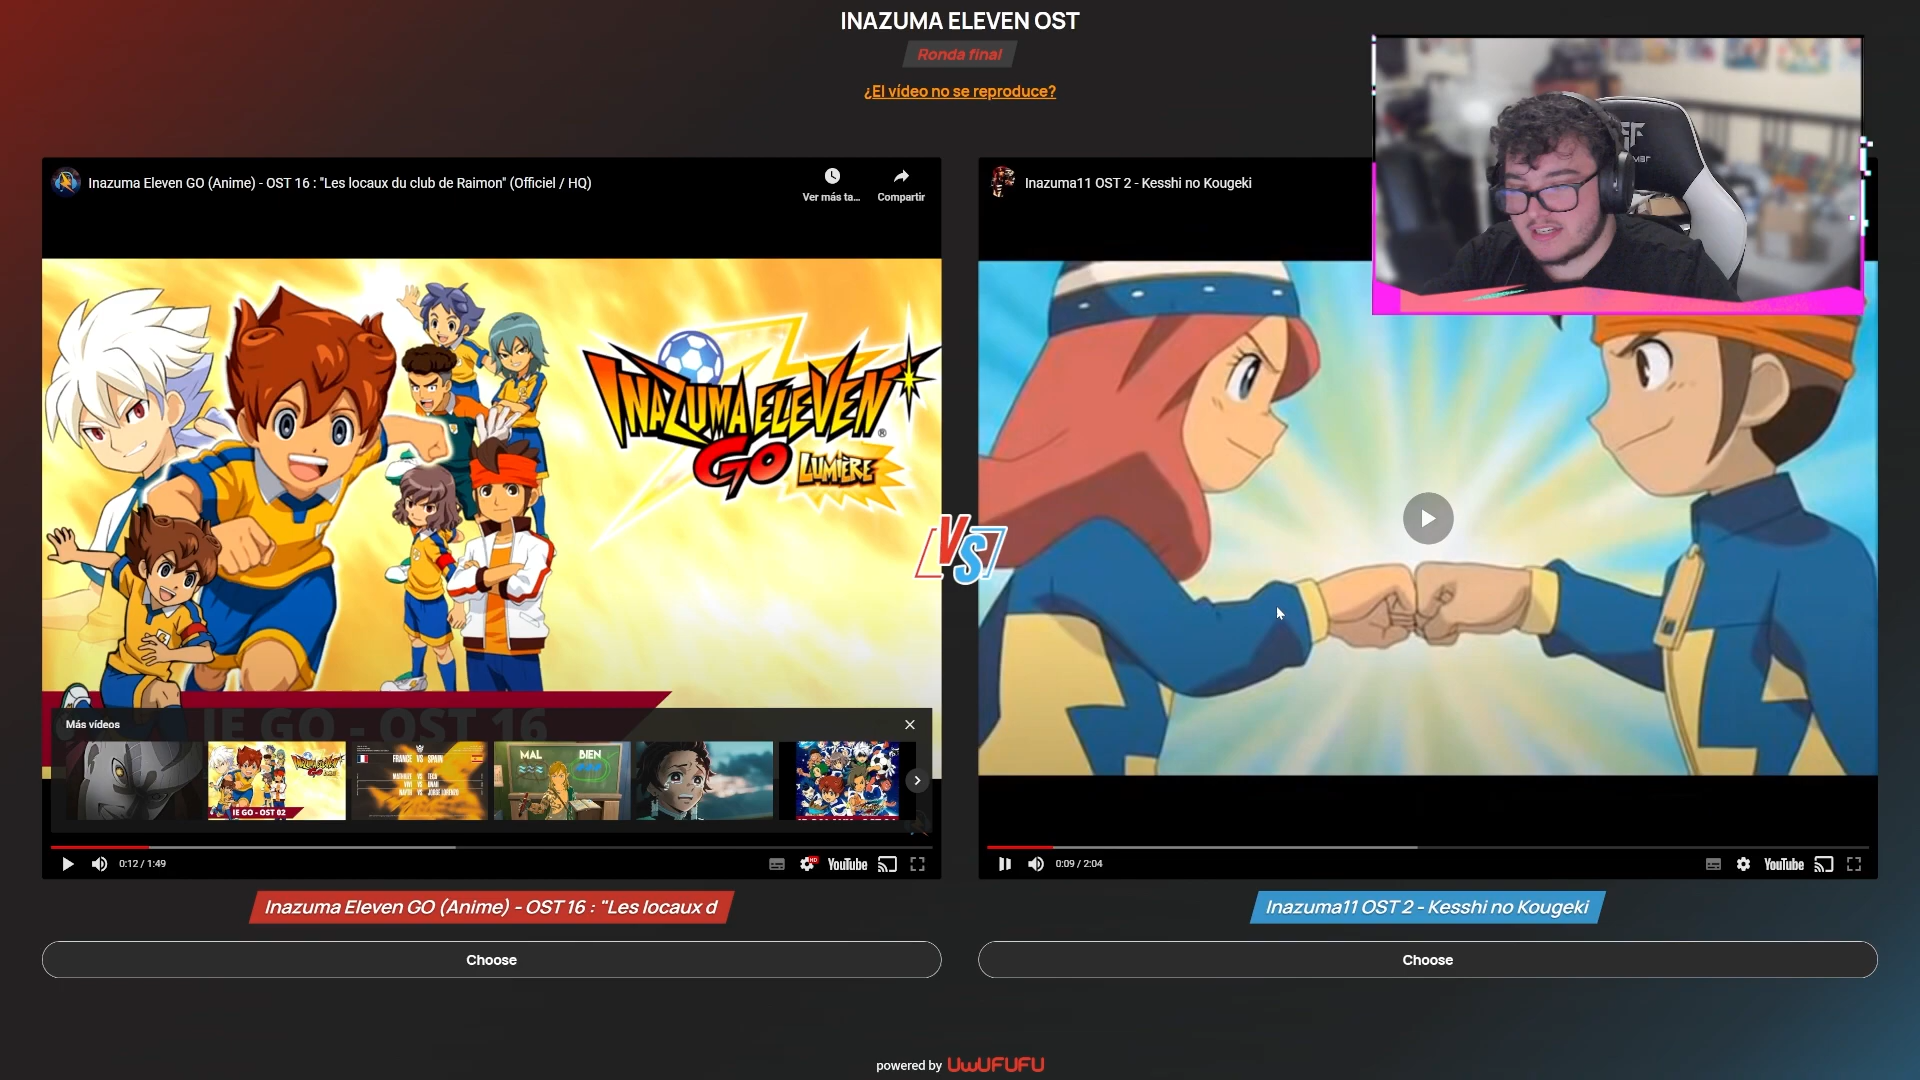 INAZUMA ELEVEN OST
Ronda final
¿El vídeo no se reproduce?
Inazuma Eleven GO (Anime) - OST 16 : "Les locaux du club de Raimon" (Officiel / HQ)
Ver más ta...
Compartir
Inazuma11 OST 2 - Kesshi no Kougeki
INAZUMA ELEVEN
GO LUMIÈRE
VS
IE GO - OST 16
Más vídeos
FRANCE VS SPAIN
MAL BIEN
IE GO - OST 02
0:12 / 1:49
YouTube
0:09 / 2:04
YouTube
Inazuma Eleven GO (Anime) - OST 16 : "Les locaux d
Inazuma11 OST 2 - Kesshi no Kougeki
Choose
Choose
powered by UwUFUFU